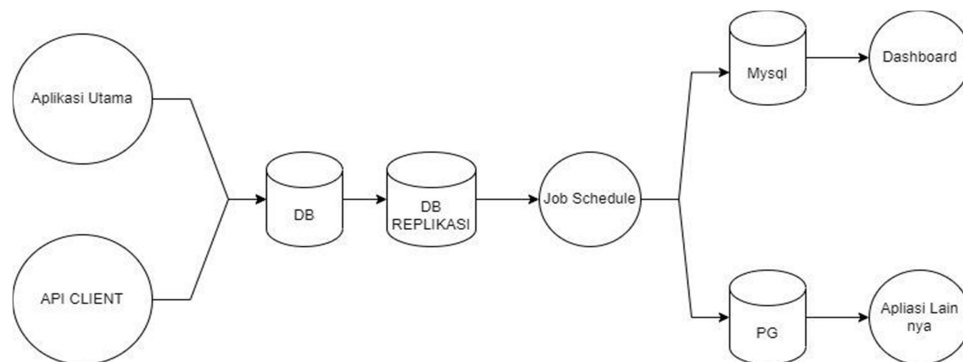 Aplikasi Utama
API CLIENT
DB
DB
REPLIKASI
Job Schedule
Mysql
Dashboard
PG
Apliasi Lain
nya